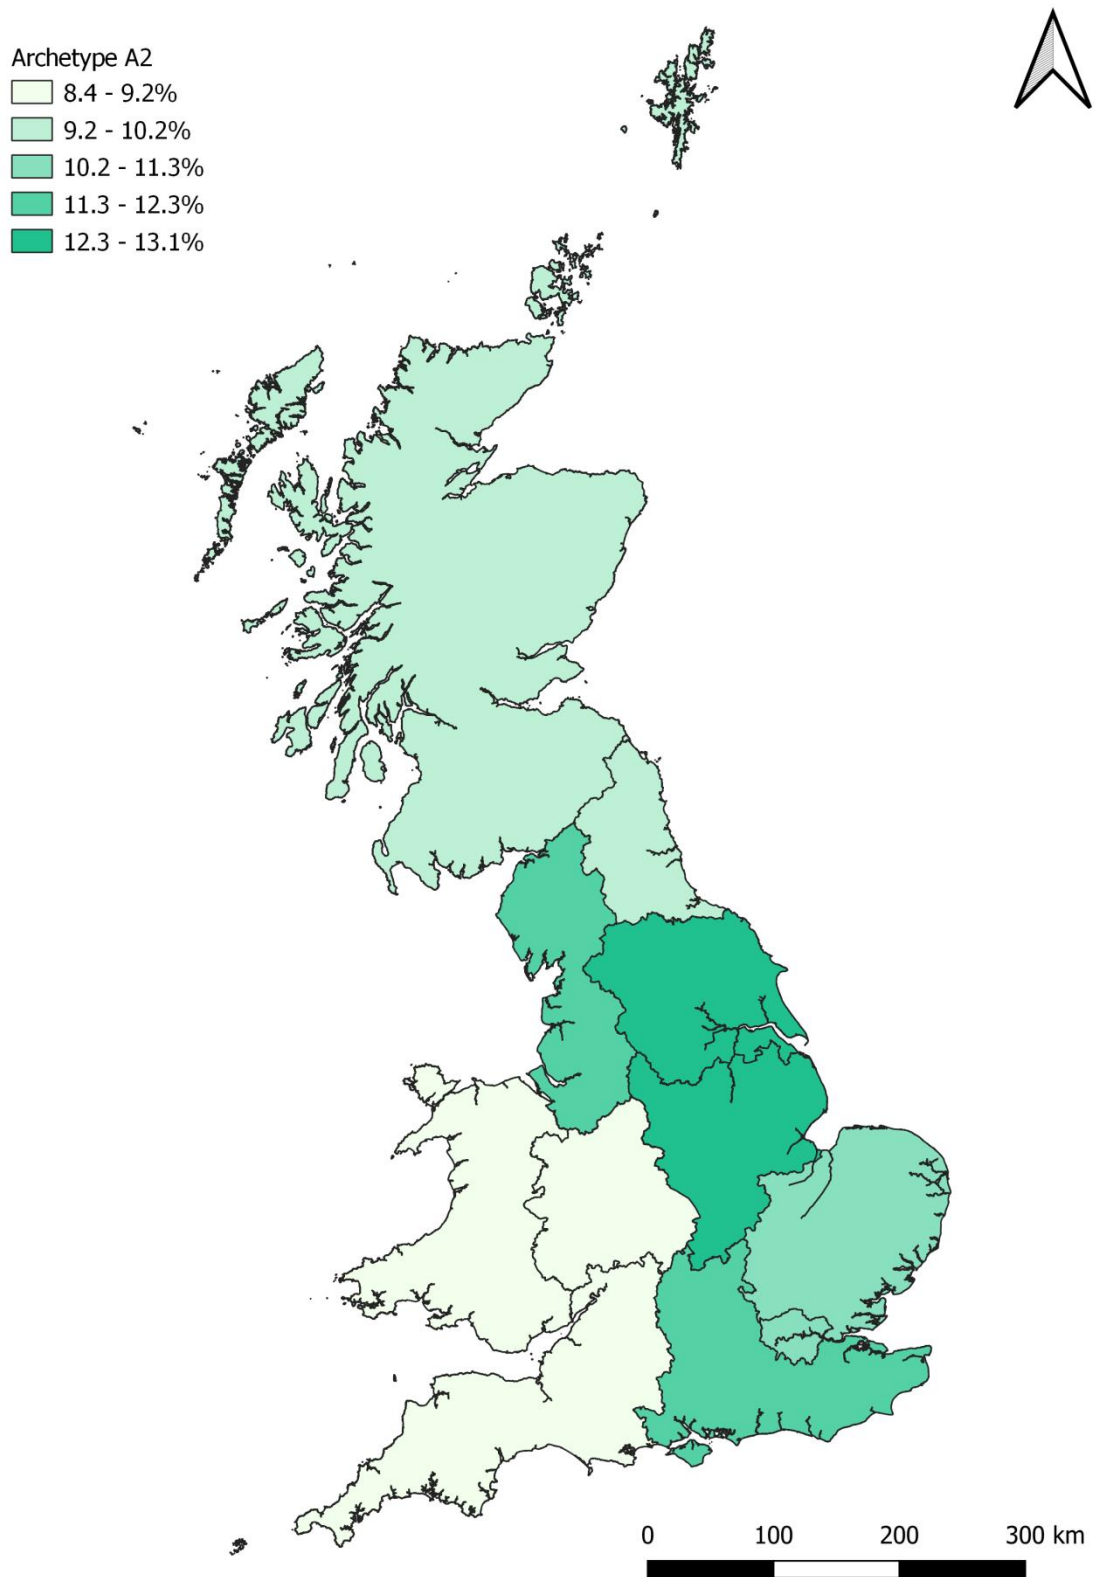 Archetype A2
8.4 - 9.2%
9.2 - 10.2%
10.2 - 11.3%
11.3 - 12.3%
12.3 - 13.1%
0 100 200 300 km